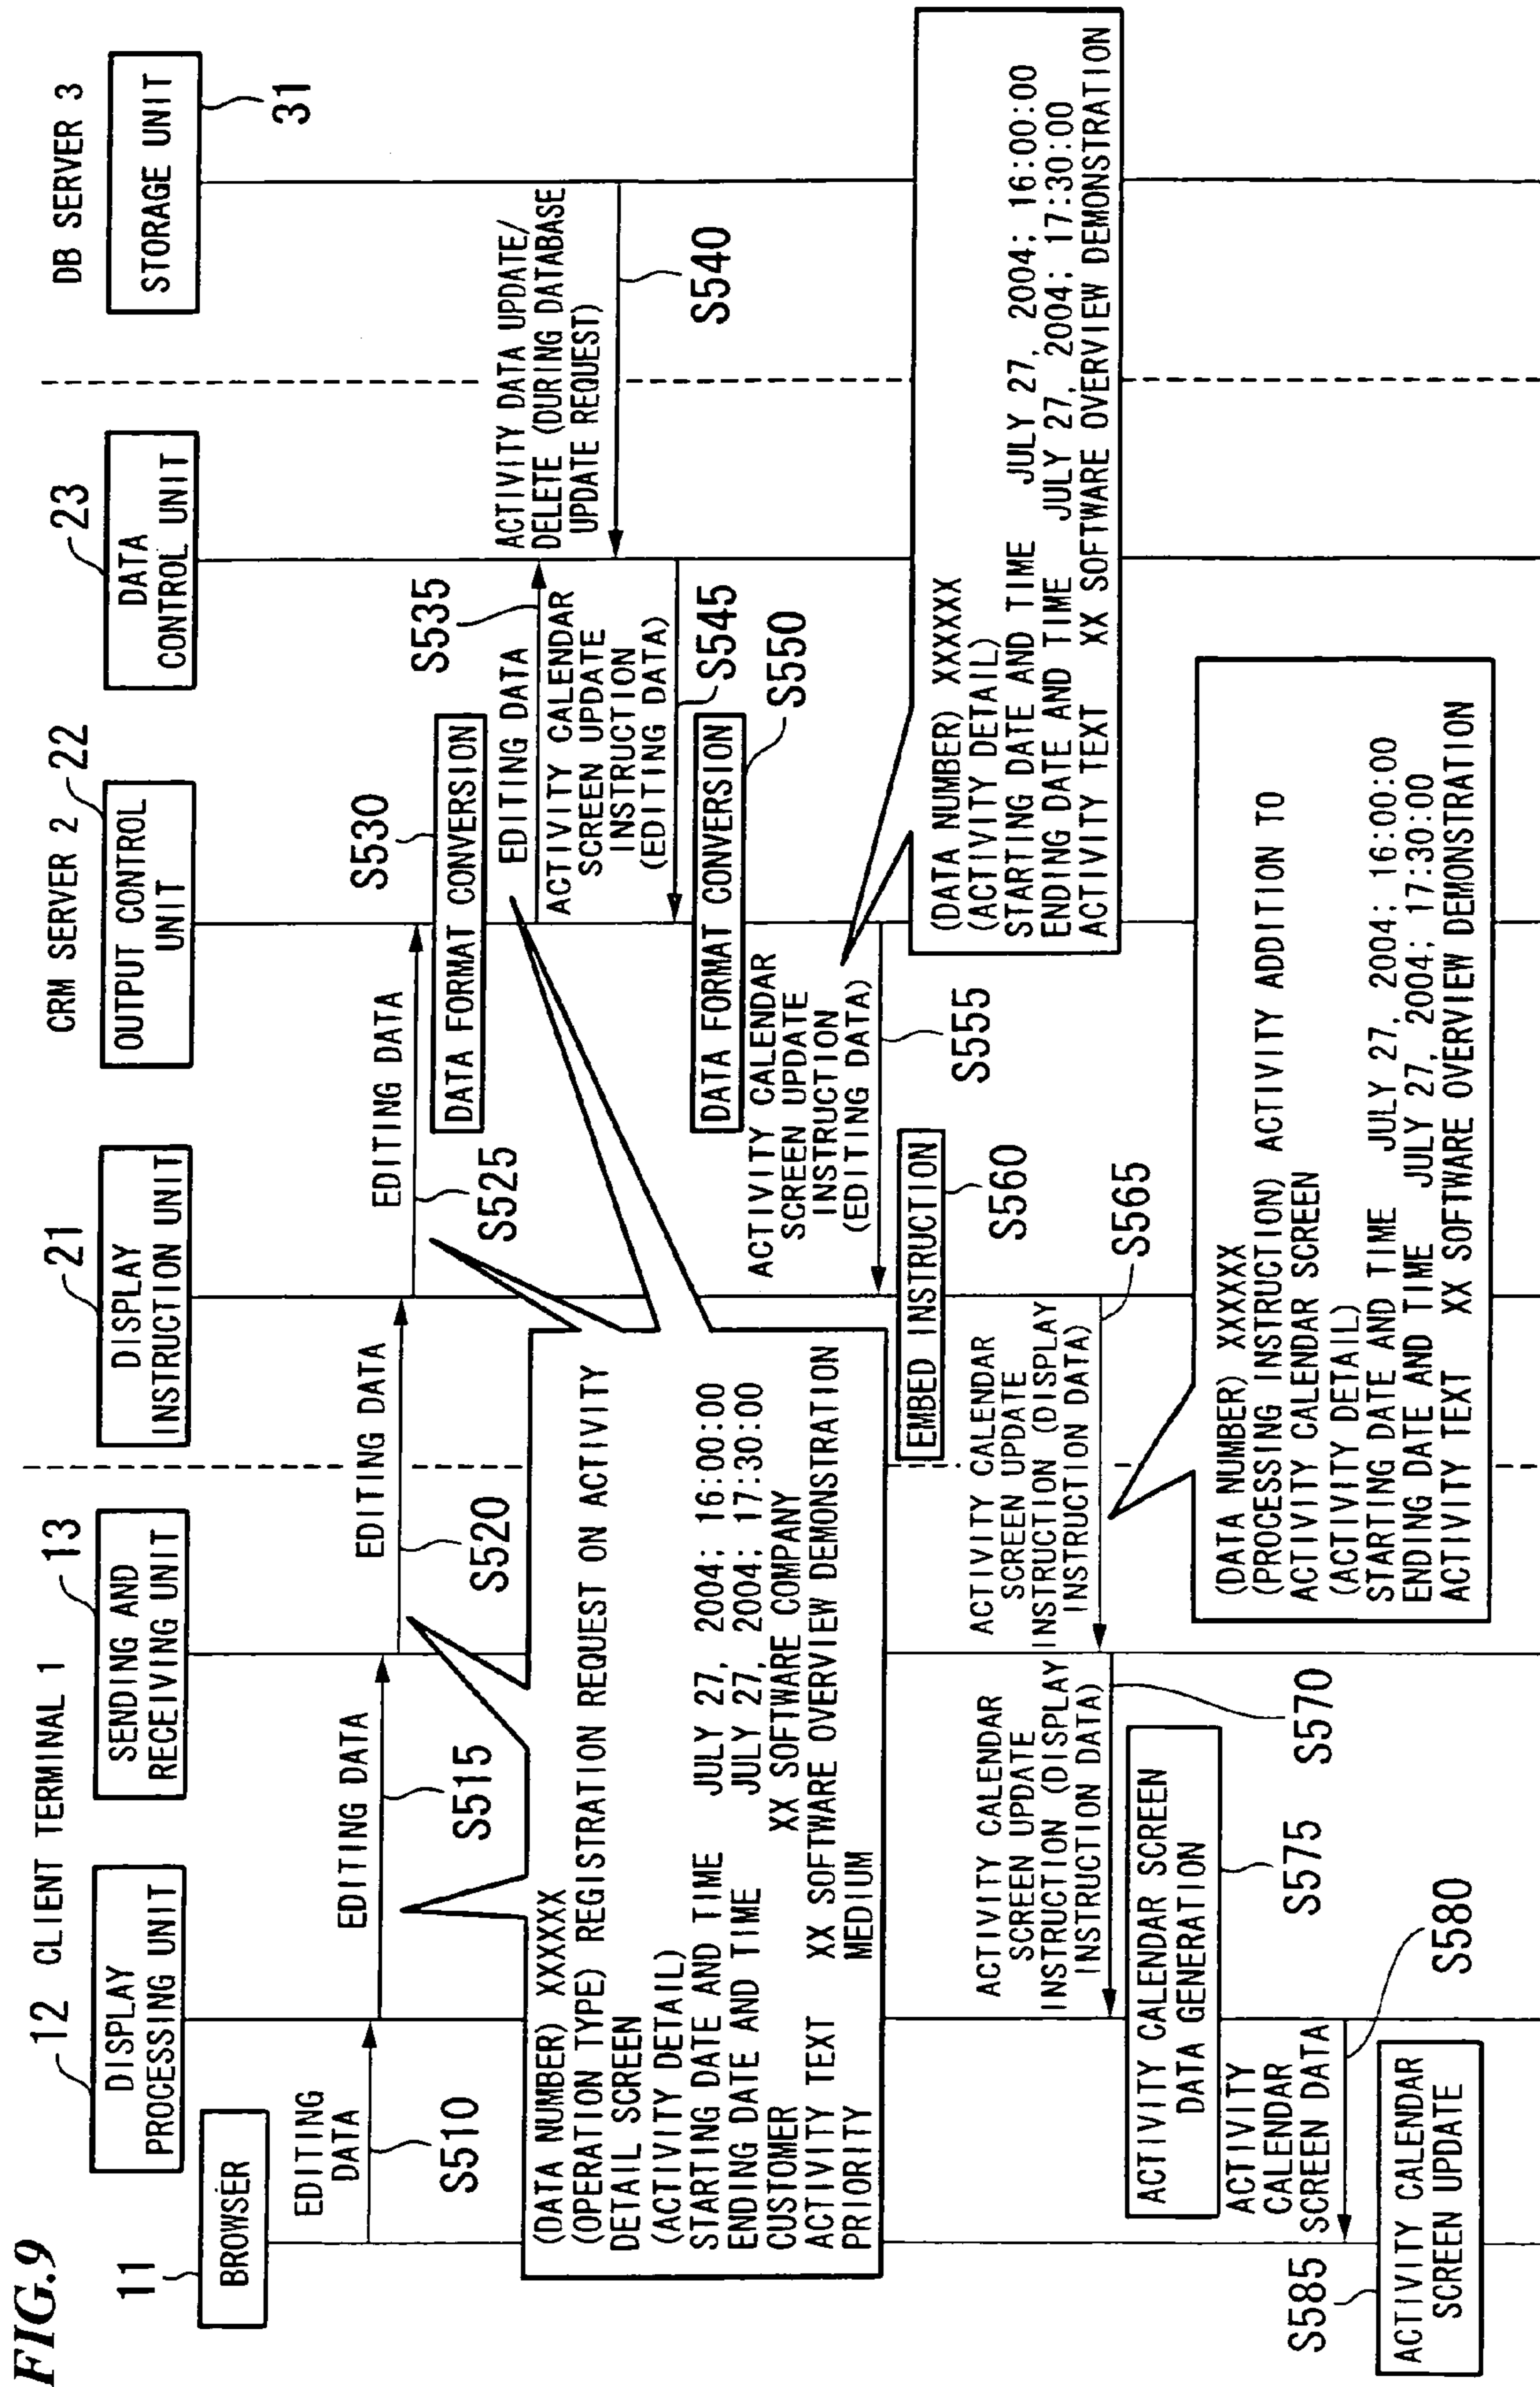 FIG.9
CLIENT TERMINAL 1
CRM SERVER 2
DB SERVER 3
11
BROWSER
12
DISPLAY
PROCESSING UNIT
13
SENDING AND
RECEIVING UNIT
21
DISPLAY
INSTRUCTION UNIT
22
OUTPUT CONTROL
UNIT
23
DATA
CONTROL UNIT
STORAGE UNIT
31
EDITING
DATA
S510
EDITING DATA
S515
EDITING DATA
S520
EDITING DATA
S525
S530
DATA FORMAT CONVERSION
EDITING DATA
S535
ACTIVITY DATA UPDATE/
DELETE (DURING DATABASE
UPDATE REQUEST)
S540
ACTIVITY CALENDAR
SCREEN UPDATE
INSTRUCTION
(EDITING DATA)
S545
DATA FORMAT CONVERSION
S550
(DATA NUMBER) XXXXXX
(OPERATION TYPE) REGISTRATION REQUEST ON ACTIVITY
DETAIL SCREEN
(ACTIVITY DETAIL)
STARTING DATE AND TIME JULY 27, 2004; 16:00:00
ENDING DATE AND TIME JULY 27, 2004; 17:30:00
CUSTOMER XX SOFTWARE COMPANY
ACTIVITY TEXT XX SOFTWARE OVERVIEW DEMONSTRATION
PRIORITY MEDIUM
ACTIVITY CALENDAR
SCREEN UPDATE
INSTRUCTION
(EDITING DATA)
S555
(DATA NUMBER) XXXXXX
(ACTIVITY DETAIL)
STARTING DATE AND TIME JULY 27, 2004; 16:00:00
ENDING DATE AND TIME JULY 27, 2004; 17:30:00
ACTIVITY TEXT XX SOFTWARE OVERVIEW DEMONSTRATION
EMBED INSTRUCTION
S560
ACTIVITY CALENDAR
SCREEN UPDATE
INSTRUCTION (DISPLAY
INSTRUCTION DATA)
S565
(DATA NUMBER) XXXXXX
(PROCESSING INSTRUCTION) ACTIVITY ADDITION TO
ACTIVITY CALENDAR SCREEN
(ACTIVITY DETAIL)
STARTING DATE AND TIME JULY 27, 2004; 16:00:00
ENDING DATE AND TIME JULY 27, 2004; 17:30:00
ACTIVITY TEXT XX SOFTWARE OVERVIEW DEMONSTRATION
ACTIVITY CALENDAR
SCREEN UPDATE
INSTRUCTION (DISPLAY
INSTRUCTION DATA)
S570
ACTIVITY CALENDAR SCREEN
DATA GENERATION
S575
ACTIVITY
CALENDAR
SCREEN DATA
S580
S585
ACTIVITY CALENDAR
SCREEN UPDATE